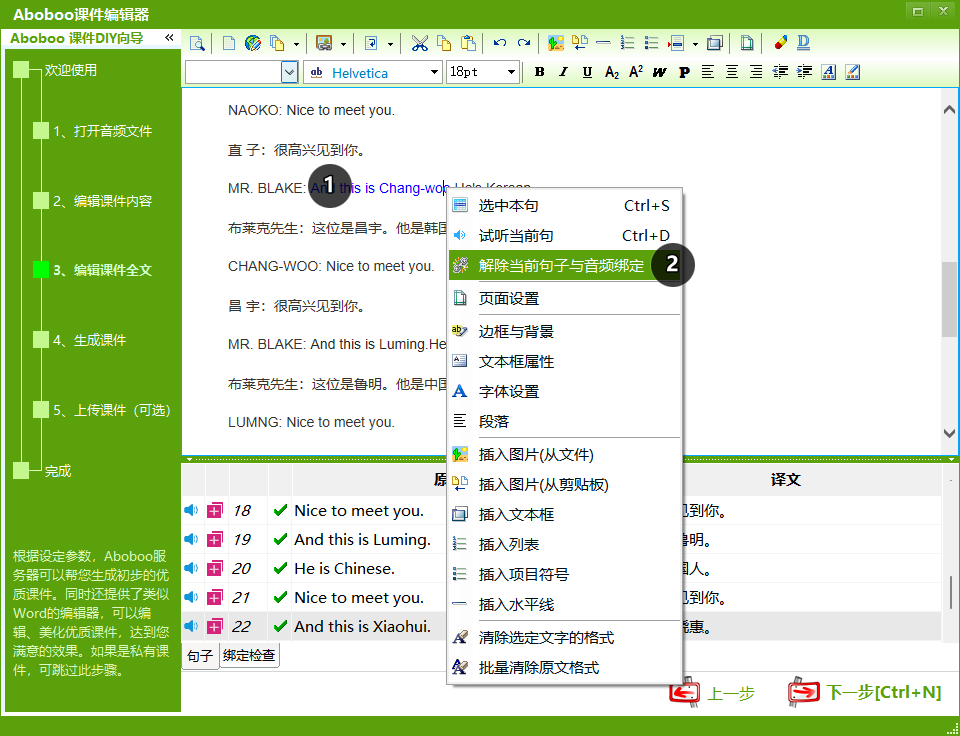 Aboboo课件编辑器
Aboboo 课件DIY向导 «
欢迎使用
1、打开音频文件
2、编辑课件内容
3、编辑课件全文
4、生成课件
5、上传课件（可选）
完成
根据设定参数，Aboboo服
务器可以帮您生成初步的优
质课件。同时还提供了类似
Word的编辑器，可以编
辑、美化优质课件，达到您
满意的效果。如果是私有课
件，可跳过此步骤。
ab Helvetica 18pt B I U A2 A2 W P
NAOKO: Nice to meet you.
直 子：很高兴见到你。
MR. BLAKE: And this is Chang-woo.He's Korean.
1
布莱克先生：这位是昌宇。他是韩国
CHANG-WOO: Nice to meet you.
昌 宇：很高兴见到你。
MR. BLAKE: And this is Luming.He
布莱克先生：这位是鲁明。他是中国
LUMNG: Nice to meet you.
选中本句 Ctrl+S
试听当前句 Ctrl+D
解除当前句子与音频绑定 2
页面设置
边框与背景
文本框属性
字体设置
段落
插入图片(从文件)
插入图片(从剪贴板)
插入文本框
插入列表
插入项目符号
插入水平线
清除选定文字的格式
批量清除原文格式
原 译文
18 Nice to meet you. 见到你。
19 And this is Luming. 鲁明。
20 He is Chinese. 国人。
21 Nice to meet you. 见到你。
22 And this is Xiaohui. 晓惠。
句子 绑定检查
上一步 下一步[Ctrl+N]